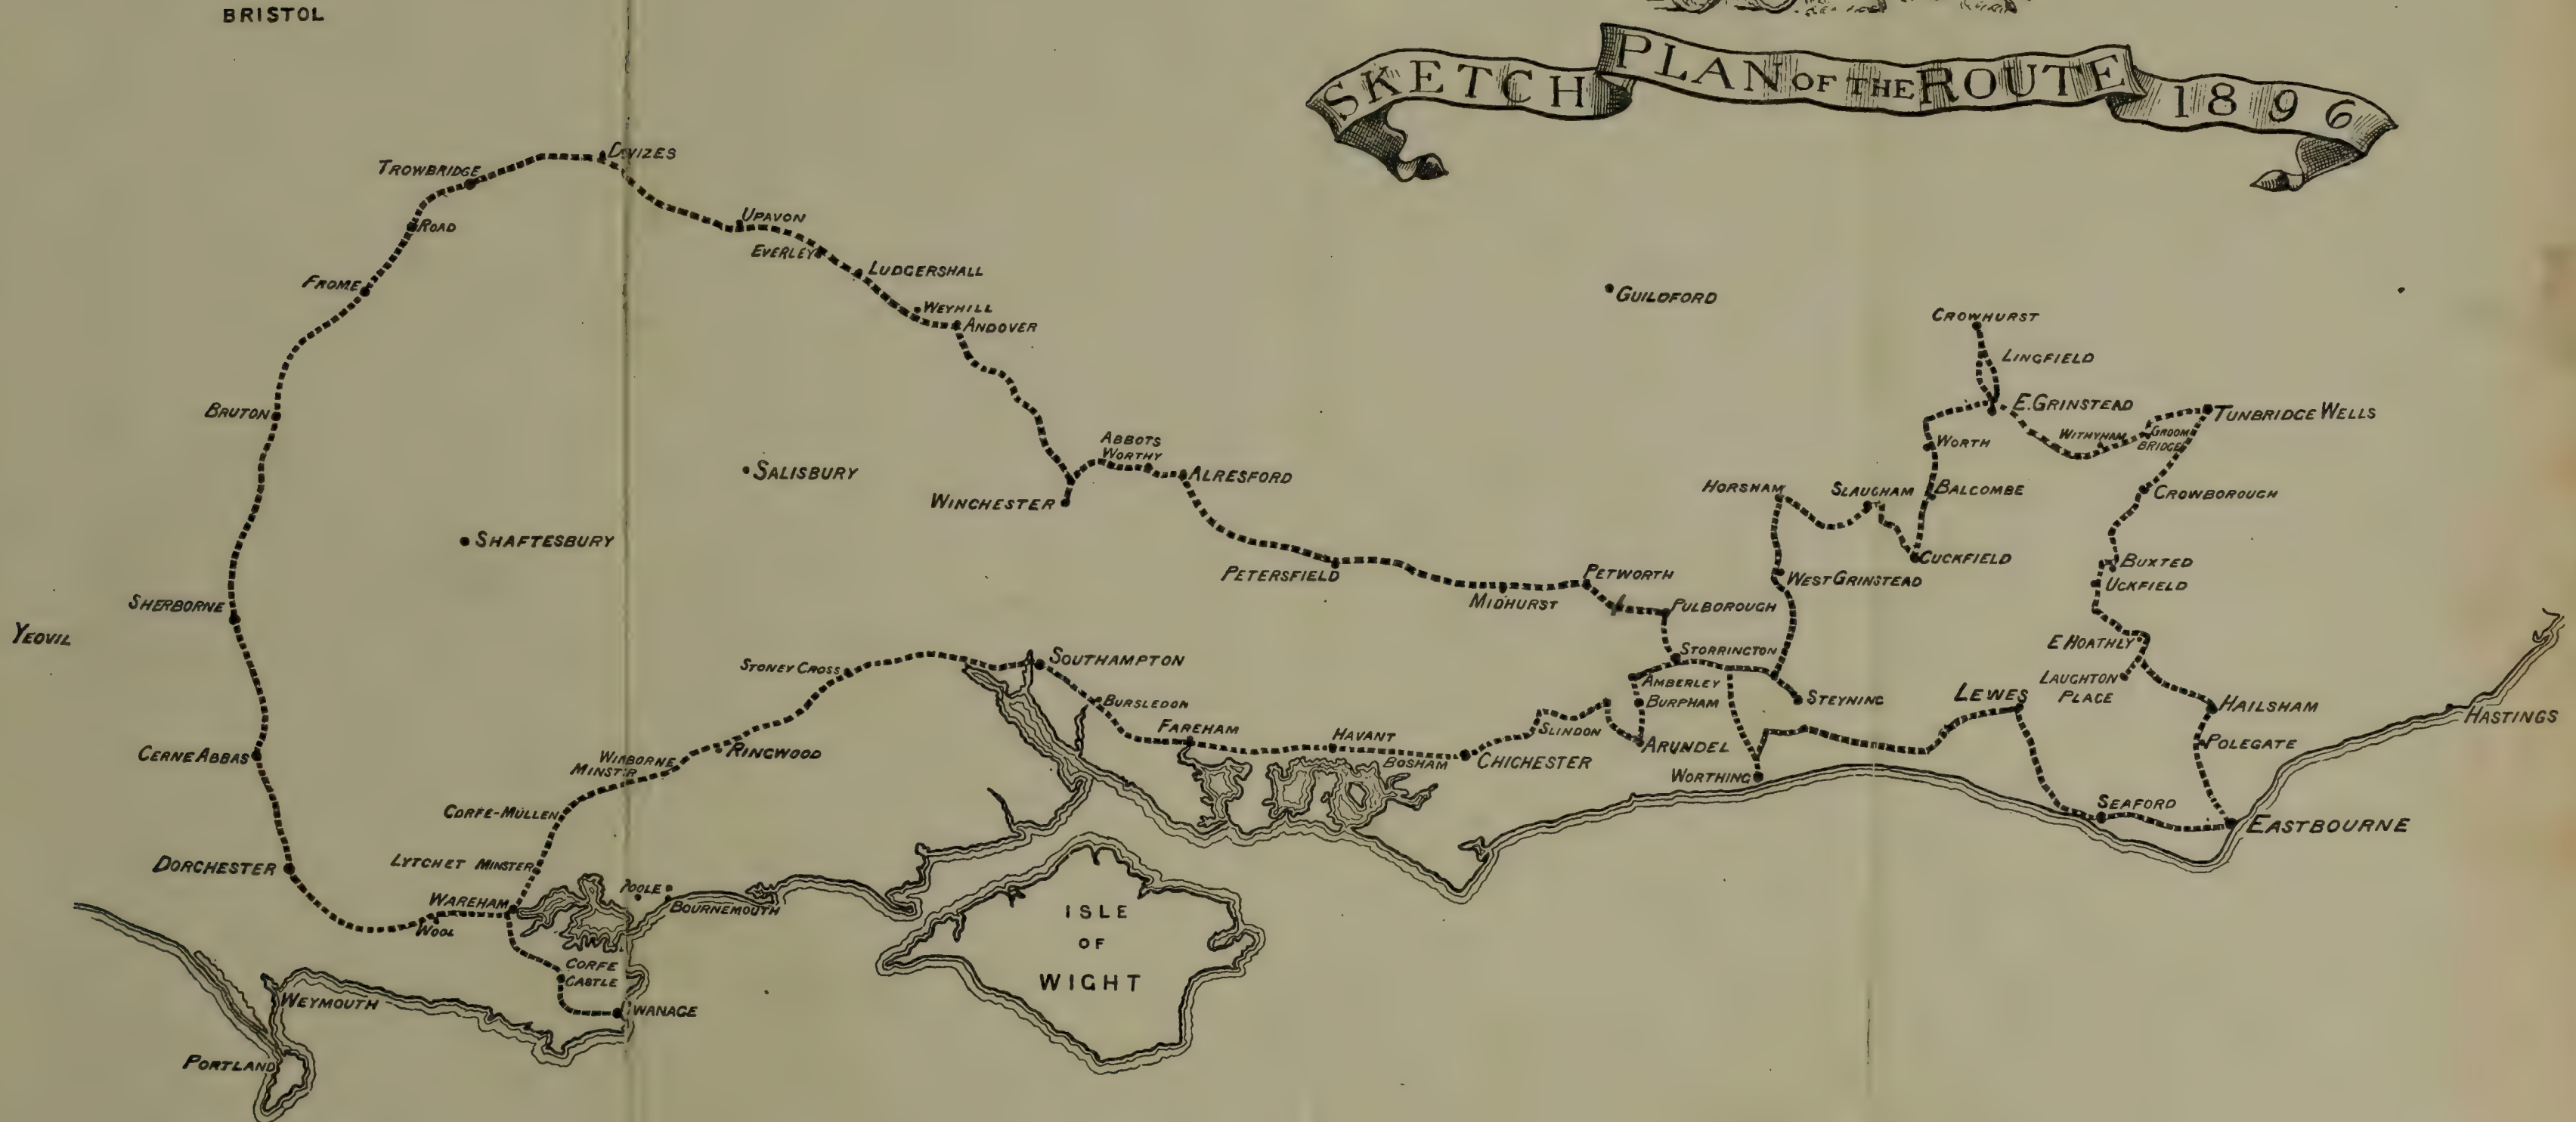 BRISTOL
SKETCH PLAN OF THE ROUTE 1896
DEVIZES
TROWBRIDGE
ROAD
UPAVON
EVERLEY
LUDGERSHALL
FROME
WEYHILL
ANDOVER
GUILDFORD
CROWHURST
LINGFIELD
BRUTON
E. GRINSTEAD
TUNBRIDGE WELLS
WITHYHAM
GROOM
BRIDGE
WORTH
ABBOTS
WORTHY
SALISBURY
ALRESFORD
WINCHESTER
HORSHAM
SLAUGHAM
BALCOMBE
CROWBOROUGH
SHAFTESBURY
CUCKFIELD
BUXTED
UCKFIELD
PETERSFIELD
PETWORTH
WEST GRINSTEAD
MIDHURST
PULBOROUGH
SHERBORNE
YEOVIL
E HOATHLY
STORRINGTON
SOUTHAMPTON
STONEY CROSS
AMBERLEY
LAUGHTON
PLACE
BURSLEDON
BURPHAM
STEYNING
LEWES
HAILSHAM
HASTINGS
FAREHAM
HAVANT
SLINDON
ARUNDEL
POLEGATE
CERNE ABBAS
WIMBORNE
MINSTER
RINGWOOD
BOSHAM
CHICHESTER
WORTHING
CORFE-MULLEN
SEAFORD
EASTBOURNE
DORCHESTER
LYTCHET MINSTER
WAREHAM
POOLE
BOURNEMOUTH
WOOL
ISLE
OF
WIGHT
CORFE
CASTLE
WEYMOUTH
SWANAGE
PORTLAND